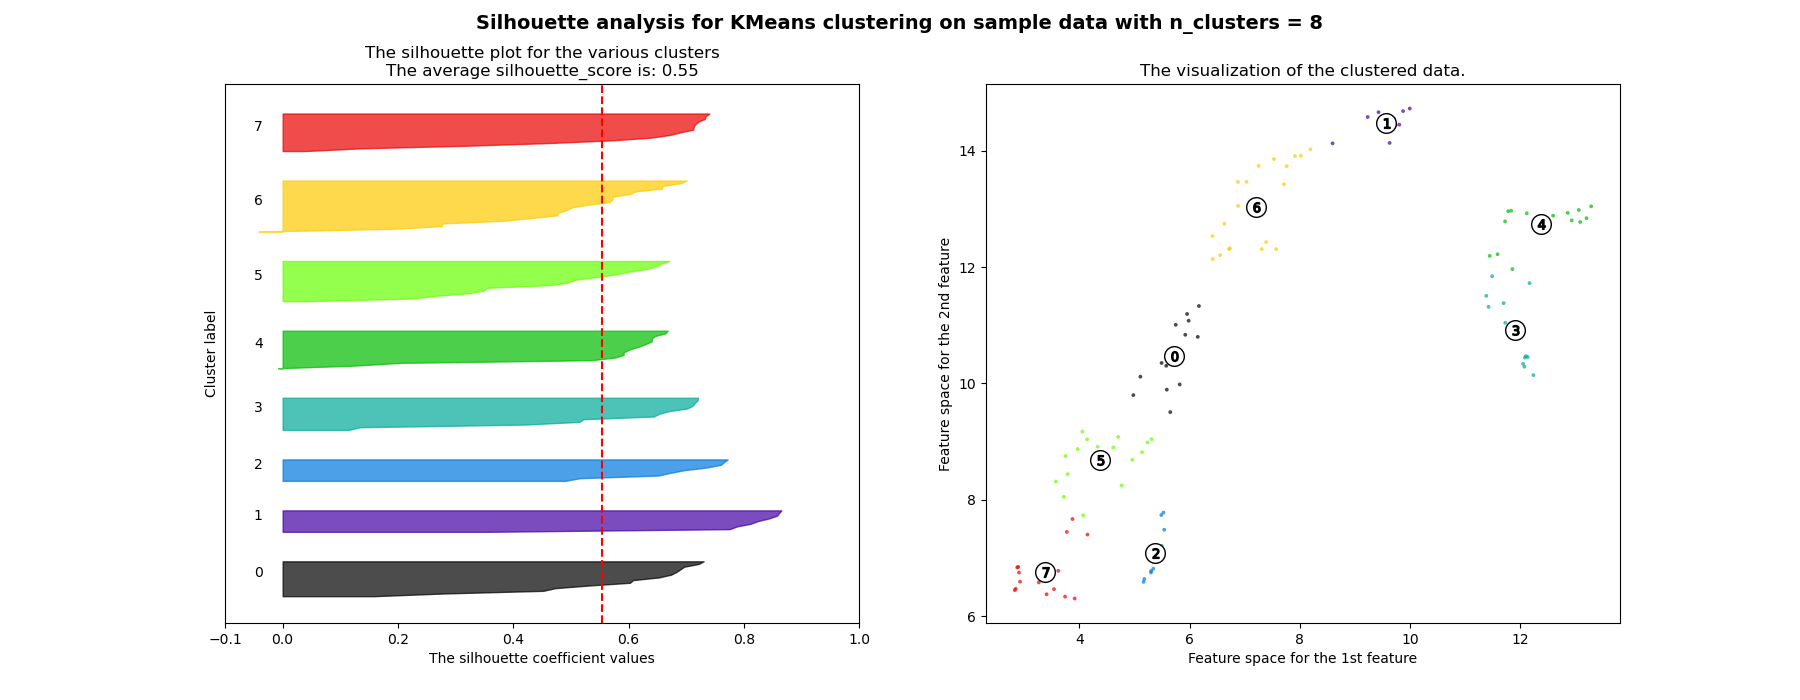 Silhouette analysis for KMeans clustering on sample data with n_clusters = 8
The silhouette plot for the various clusters
The average silhouette_score is: 0.55
7
6
5
4
3
2
1
0
Cluster label
−0.1 0.0 0.2 0.4 0.6 0.8 1.0
The silhouette coefficient values
The visualization of the clustered data.
14
12
10
8
6
Feature space for the 2nd feature
1
6
4
3
0
5
2
7
4 6 8 10 12
Feature space for the 1st feature